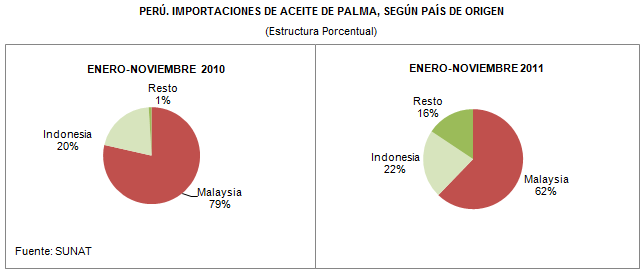 PERÚ. IMPORTACIONES DE ACEITE DE PALMA, SEGÚN PAÍS DE ORIGEN
(Estructura Porcentual)
ENERO-NOVIEMBRE 2010
Resto
1%
Indonesia
20%
Malaysia
79%
Fuente: SUNAT
ENERO-NOVIEMBRE 2011
Resto
16%
Indonesia
22%
Malaysia
62%